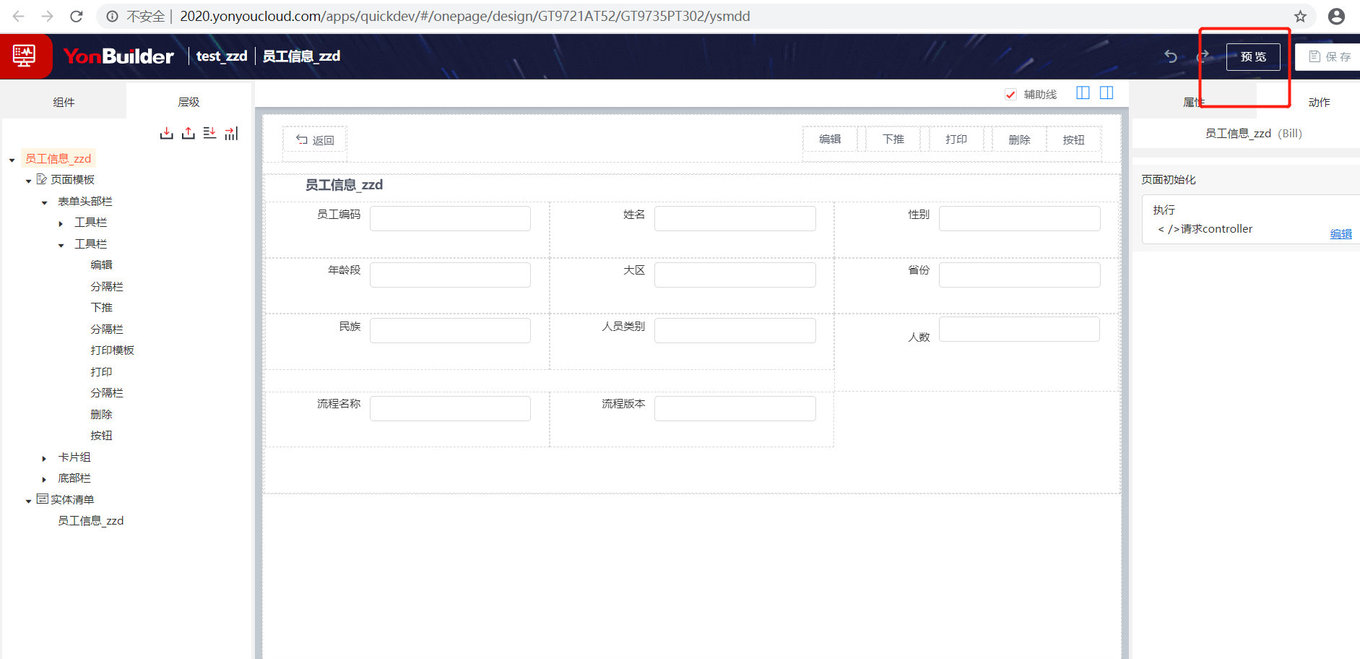 不安全 | 2020.yonyoucloud.com/apps/quickdev/#/onepage/design/GT9721AT52/GT9735PT302/ysmdd
YonBuilder test_zzd 员工信息_zzd 预览 保存
组件 层级 辅助线 属性 动作
员工信息_zzd (Bill)
返回 编辑 下推 打印 删除 按钮
员工信息_zzd
页面模板
表单头部栏
工具栏
工具栏
编辑
分隔栏
下推
分隔栏
打印模板
打印
分隔栏
删除
按钮
卡片组
底部栏
实体清单
员工信息_zzd
员工信息_zzd
员工编码 姓名 性别
年龄段 大区 省份
民族 人员类别 人数
流程名称 流程版本
页面初始化
执行
< />请求controller
编辑